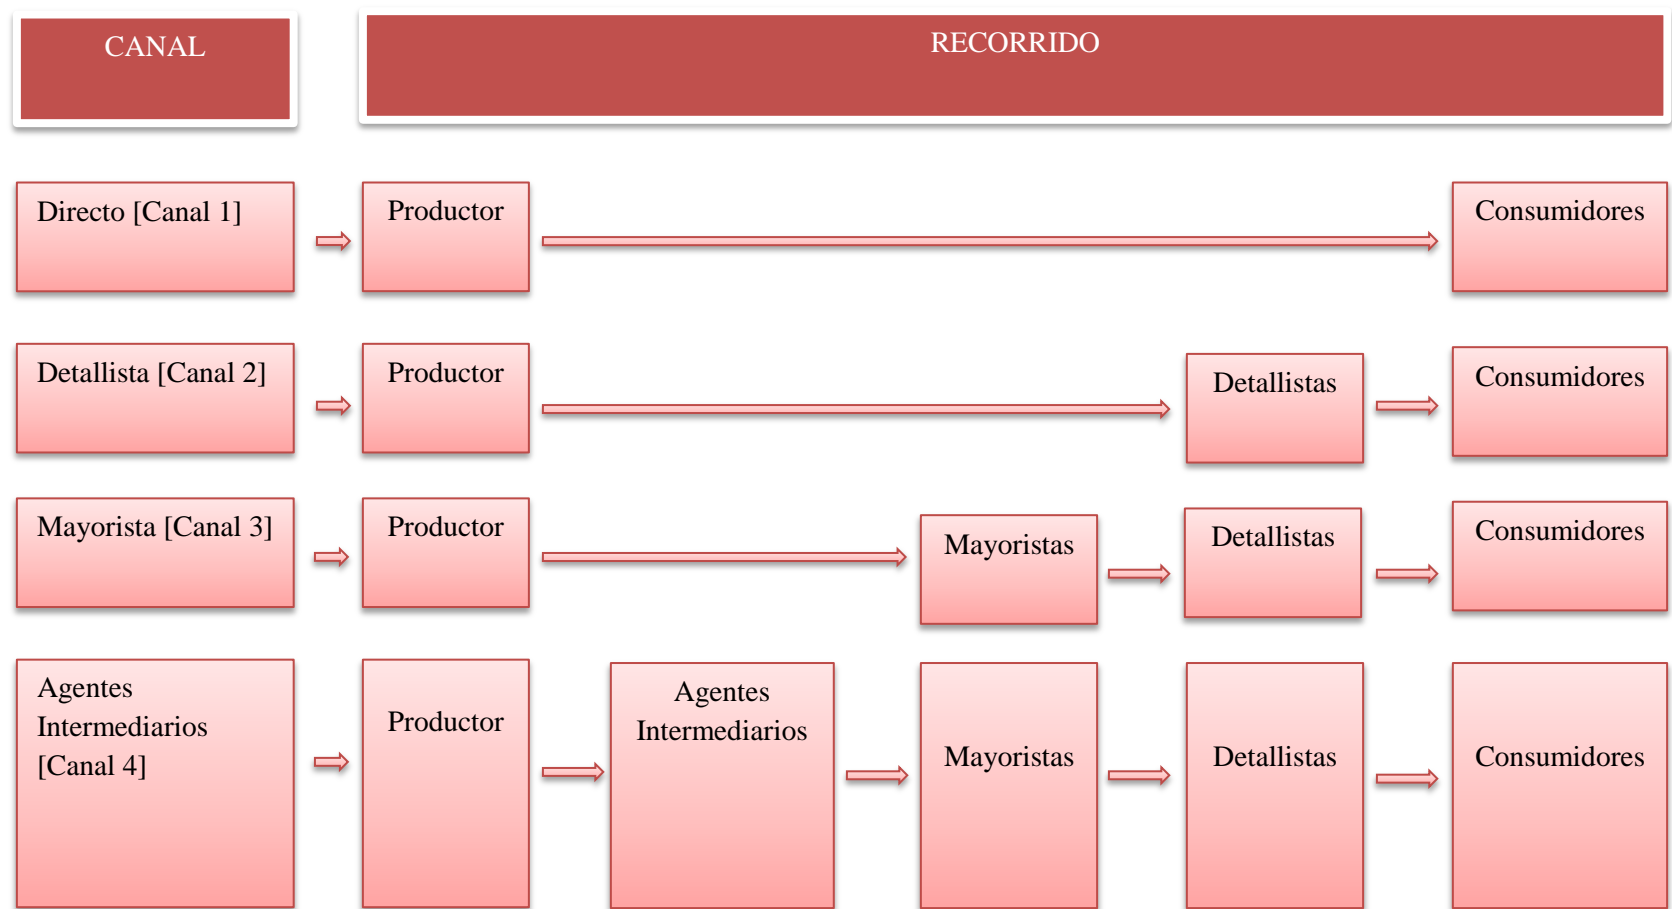 CANAL
RECORRIDO
Directo [Canal 1]
Productor
Consumidores
Detallista [Canal 2]
Productor
Detallistas
Consumidores
Mayorista [Canal 3]
Productor
Mayoristas
Detallistas
Consumidores
Agentes
Intermediarios
[Canal 4]
Productor
Agentes
Intermediarios
Mayoristas
Detallistas
Consumidores